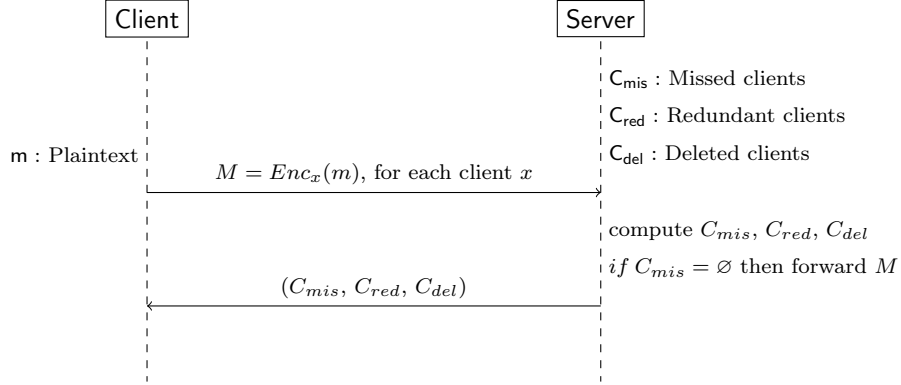 Client
Server
C_mis : Missed clients
C_red : Redundant clients
m : Plaintext
C_del : Deleted clients
M = Enc_x(m), for each client x
compute C_mis, C_red, C_del
if C_mis = ∅ then forward M
(C_mis, C_red, C_del)